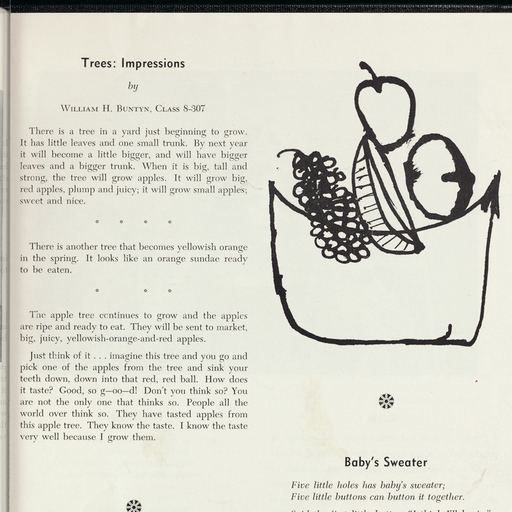 Trees: Impressions
by
William H. Buntyn, Class 8-307
There is a tree in a yard just beginning to grow.
It has little leaves and one small trunk. By next year
it will become a little bigger, and will have bigger
leaves and a bigger trunk. When it is big, tall and
strong, the tree will grow apples. It will grow big,
red apples, plump and juicy; it will grow small apples;
sweet and nice.
* * * *
There is another tree that becomes yellowish orange
in the spring. It looks like an orange sundae ready
to be eaten.
* * *
The apple tree continues to grow and the apples
are ripe and ready to eat. They will be sent to market,
big, juicy, yellowish-orange-and-red apples.
Just think of it . . . imagine this tree and you go and
pick one of the apples from the tree and sink your
teeth down, down into that red, red ball. How does
it taste? Good, so g—oo—d! Don't you think so? You
are not the only one that thinks so. People all the
world over think so. They have tasted apples from
this apple tree. They know the taste. I know the taste
very well because I grow them.
Baby's Sweater
Five little holes has baby's sweater;
Five little buttons can button it together.